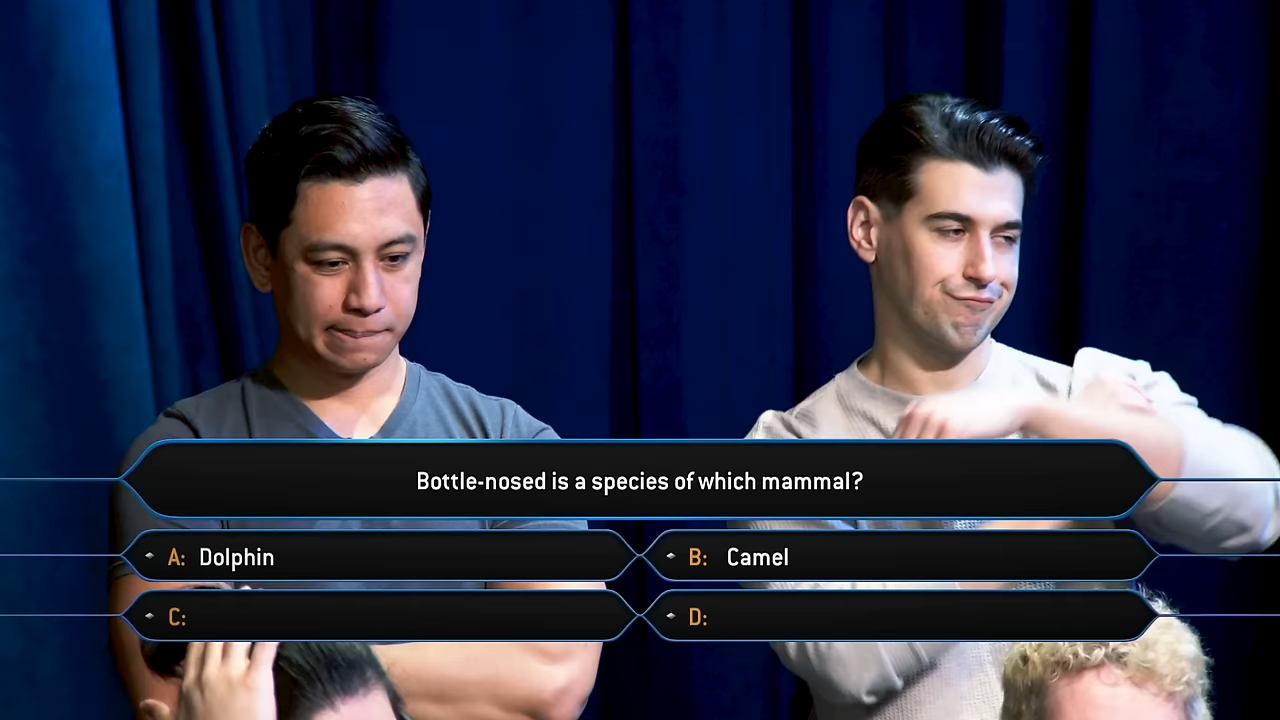 Bottle-nosed is a species of which mammal?
A: Dolphin
B: Camel
C:
D: